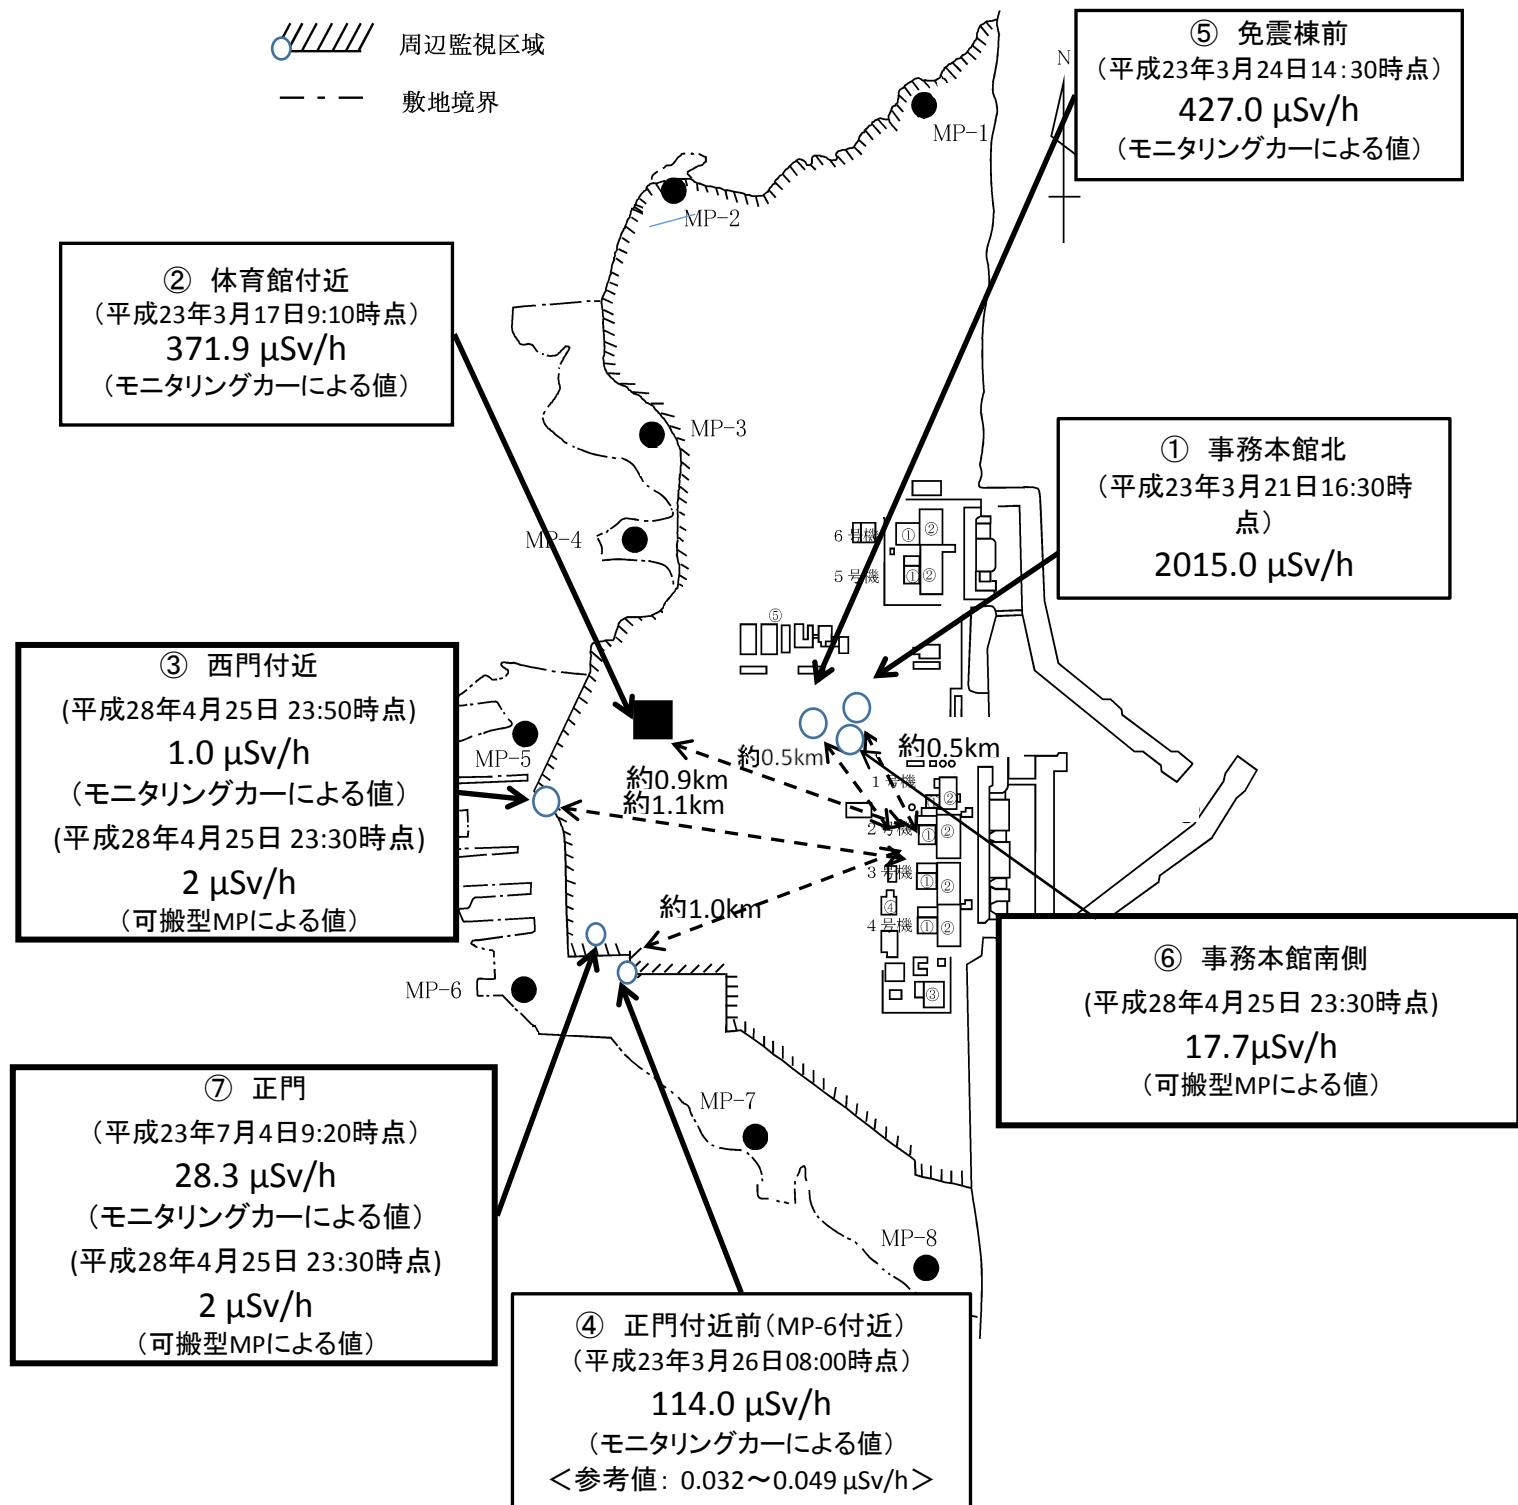 周辺監視区域
敷地境界
N
⑤ 免震棟前
(平成23年3月24日14:30時点)
427.0 μSv/h
(モニタリングカーによる値)
MP-1
MP-2
② 体育館付近
(平成23年3月17日9:10時点)
371.9 μSv/h
(モニタリングカーによる値)
MP-3
① 事務本館北
(平成23年3月21日16:30時
点)
2015.0 μSv/h
MP-4
6号機
①
②
5号機
①
②
⑤
③ 西門付近
(平成28年4月25日 23:50時点)
1.0 μSv/h
(モニタリングカーによる値)
(平成28年4月25日 23:30時点)
2 μSv/h
(可搬型MPによる値)
MP-5
約0.5km
約0.5km
約0.9km
約1.1km
1号機
①
②
2号機
①
②
3号機
①
②
④
約1.0km
4号機
①
②
③
MP-6
⑥ 事務本館南側
(平成28年4月25日 23:30時点)
17.7μSv/h
(可搬型MPによる値)
⑦ 正門
(平成23年7月4日9:20時点)
28.3 μSv/h
(モニタリングカーによる値)
(平成28年4月25日 23:30時点)
2 μSv/h
(可搬型MPによる値)
MP-7
MP-8
④ 正門付近前(MP-6付近)
(平成23年3月26日08:00時点)
114.0 μSv/h
(モニタリングカーによる値)
<参考値: 0.032~0.049 μSv/h>